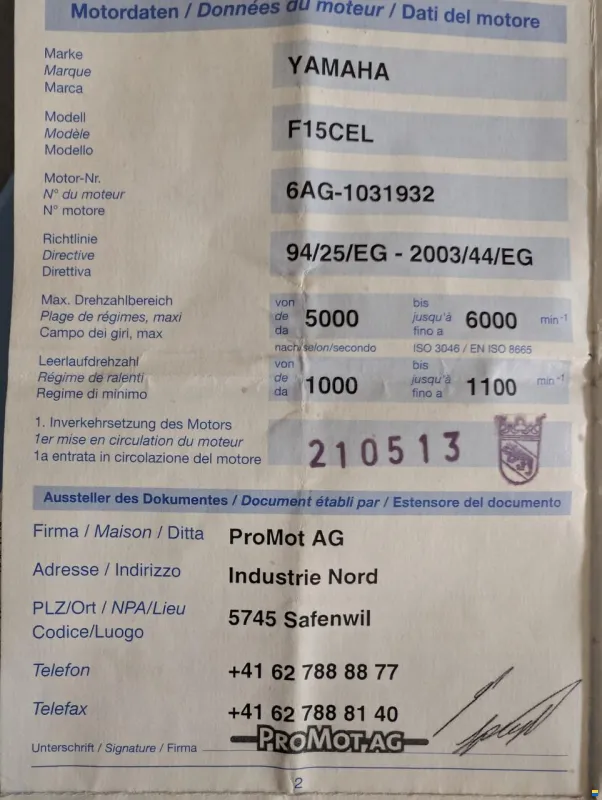 Motordaten / Données du moteur / Dati del motore
Marke
Marque
Marca
YAMAHA
Modell
Modèle
Modello
F15CEL
Motor-Nr.
N° du moteur
N° motore
6AG-1031932
Richtlinie
Directive
Direttiva
94/25/EG - 2003/44/EG
Max. Drehzahlbereich
Plage de régimes, maxi
Campo dei giri, max
von
de
da
5000
bis
jusqu'à
fino a
6000
min-1
nach/selon/secondo ISO 3046 / EN ISO 8665
Leerlaufdrehzahl
Régime de ralenti
Regime di minimo
von
de
da
1000
bis
jusqu'à
fino a
1100
min-1
1. Inverkehrsetzung des Motors
1er mise en circulation du moteur
1a entrata in circolazione del motore
210513
Aussteller des Dokumentes / Document établi par / Estensore del documento
Firma / Maison / Ditta
ProMot AG
Adresse / Indirizzo
Industrie Nord
PLZ/Ort / NPA/Lieu
Codice/Luogo
5745 Safenwil
Telefon
+41 62 788 88 77
Telefax
+41 62 788 81 40
Unterschrift / Signature / Firma
PROMOT AG
2